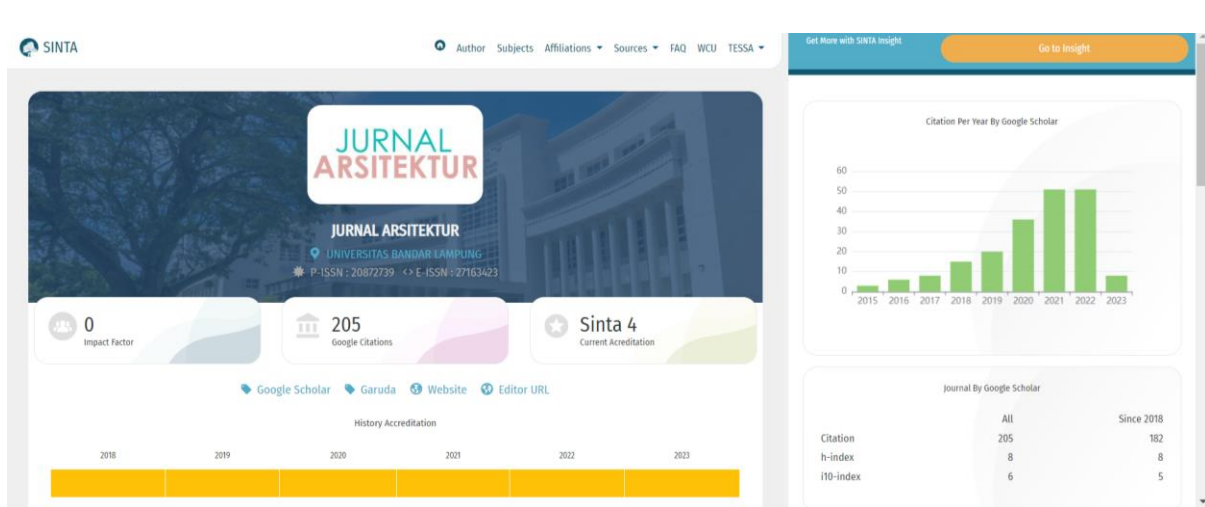 SINTA
Author Subjects Affiliations Sources FAQ WCU TESSA
Get More with SINTA Insight
Go to Insight
JURNAL
ARSITEKTUR
JURNAL ARSITEKTUR
UNIVERSITAS BANDAR LAMPUNG
P-ISSN : 20872739 <> E-ISSN : 27163423
0
Impact Factor
205
Google Citations
Sinta 4
Current Acreditation
Google Scholar Garuda Website Editor URL
History Accreditation
2018 2019 2020 2021 2022 2023
Citation Per Year By Google Scholar
60
50
40
30
20
10
0
2015 2016 2017 2018 2019 2020 2021 2022 2023
Journal By Google Scholar
All Since 2018
Citation 205 182
h-index 8 8
i10-index 6 5